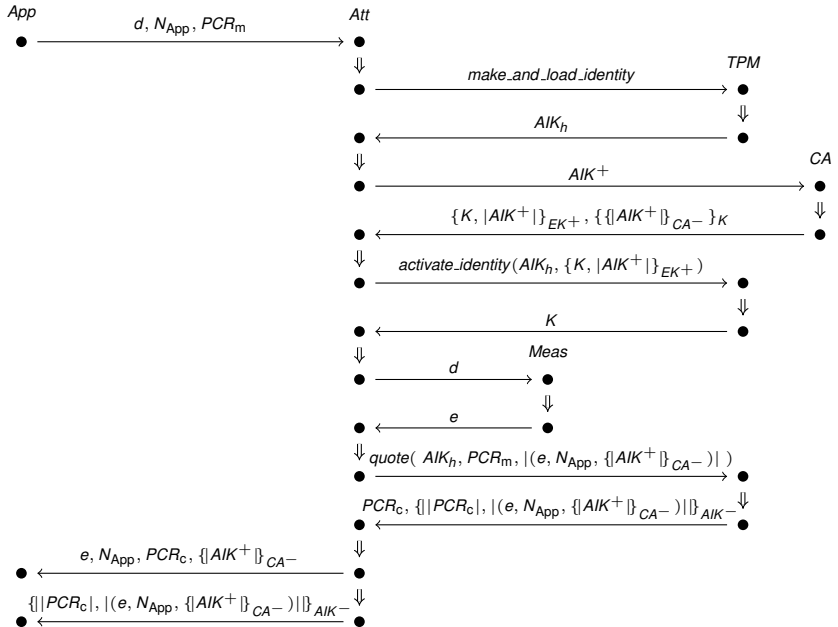 App
Att
d, N_App, PCR_m
TPM
make_and_load_identity
AIK_h
CA
AIK^+
{K, |AIK^+|}_EK+, {{|AIK^+|}_CA−}_K
activate_identity(AIK_h, {K, |AIK^+|}_EK+)
K
Meas
d
e
quote( AIK_h, PCR_m, |(e, N_App, {|AIK^+|}_CA−)| )
PCR_c, {||PCR_c|, |(e, N_App, {|AIK^+|}_CA−)||}_AIK−
e, N_App, PCR_c, {|AIK^+|}_CA−
{||PCR_c|, |(e, N_App, {|AIK^+|}_CA−)||}_AIK−